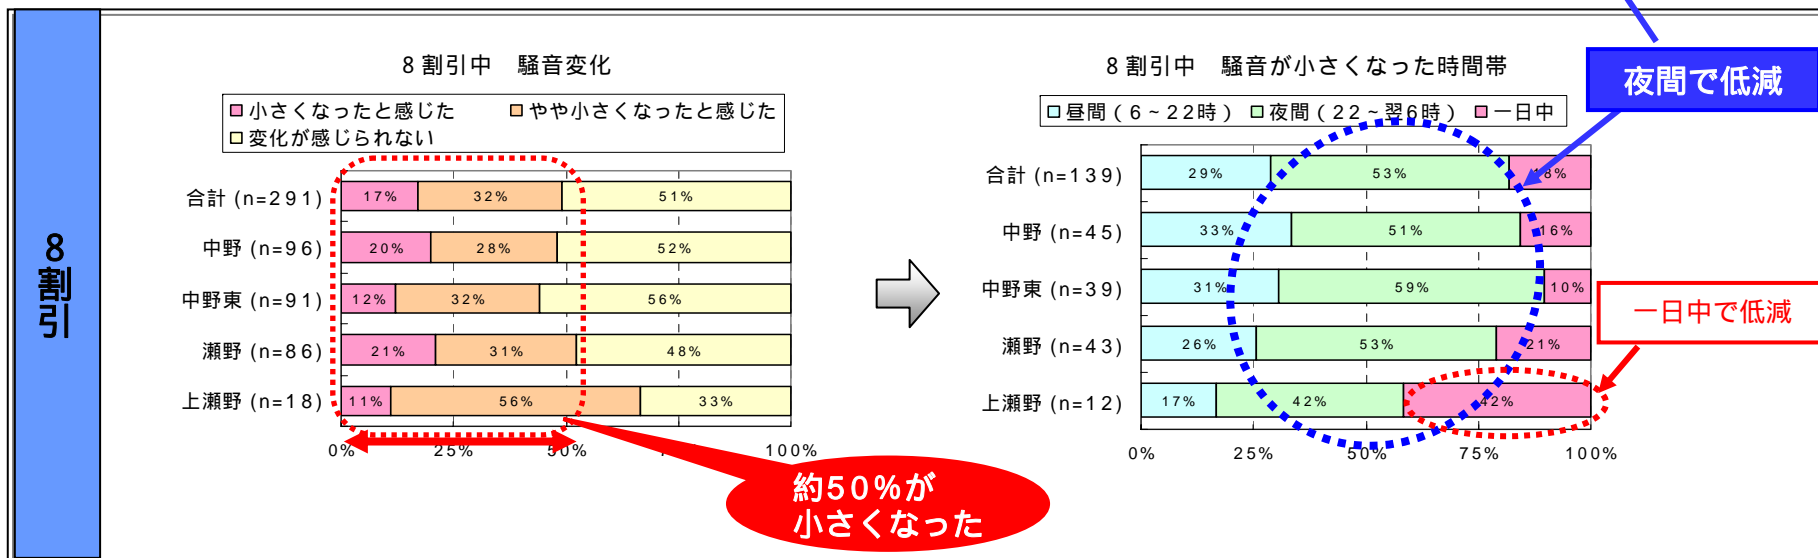 8割引
8割引中　騒音変化
小さくなったと感じた
やや小さくなったと感じた
変化が感じられない
合計 (n=291)
17%
32%
51%
中野 (n=96)
20%
28%
52%
中野東 (n=91)
12%
32%
56%
瀬野 (n=86)
21%
31%
48%
上瀬野 (n=18)
11%
56%
33%
0%
25%
50%
100%
約50%が
小さくなった
8割引中　騒音が小さくなった時間帯
昼間（6～22時）
夜間（22～翌6時）
一日中
合計 (n=139)
29%
53%
18%
中野 (n=45)
33%
51%
16%
中野東 (n=39)
31%
59%
10%
瀬野 (n=43)
26%
53%
21%
上瀬野 (n=12)
17%
42%
42%
0%
25%
50%
75%
100%
夜間で低減
一日中で低減